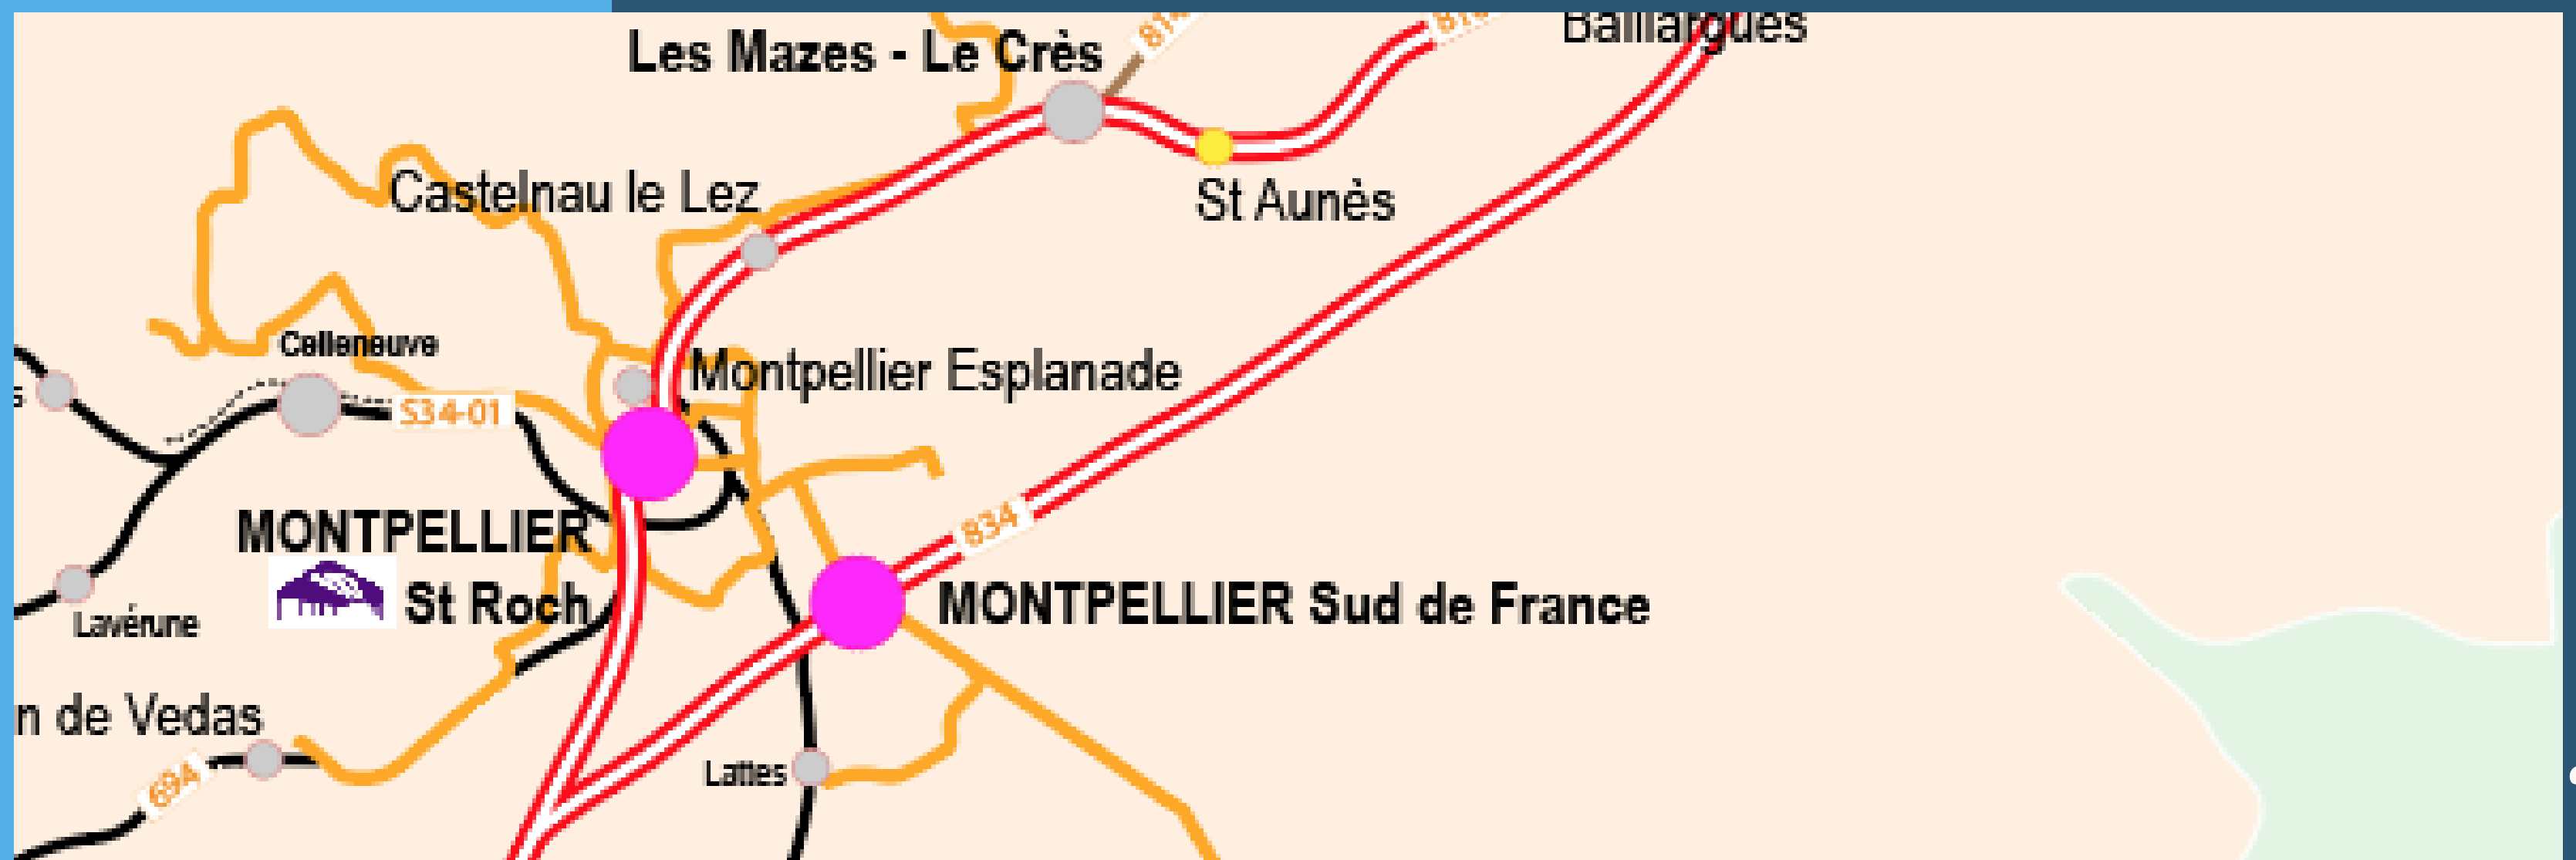 Baillargues
Les Mazes - Le Crès
Castelnau le Lez
St Aunès
Celleneuve
Montpellier Esplanade
S34-01
MONTPELLIER
St Roch
834
MONTPELLIER Sud de France
Lavérune
n de Vedas
694
Lattes